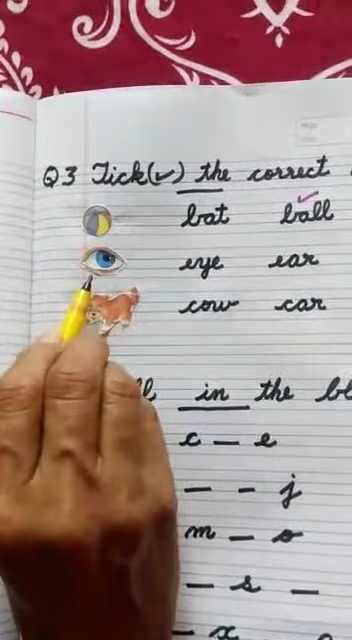 Q3 Tick(✓) the correct
bat ball
eye ear
cow car
in the bl
c _ e
_ _ j
m _ o
_ s _
_ x